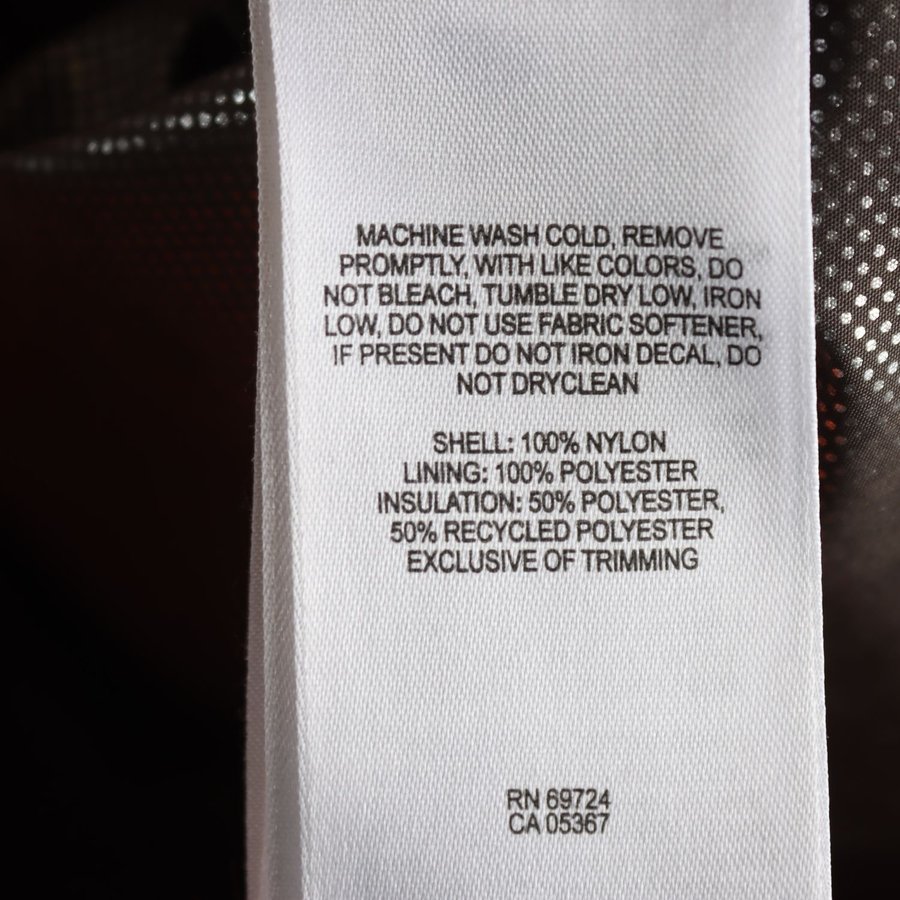 MACHINE WASH COLD, REMOVE
PROMPTLY, WITH LIKE COLORS, DO
NOT BLEACH, TUMBLE DRY LOW, IRON
LOW, DO NOT USE FABRIC SOFTENER,
IF PRESENT DO NOT IRON DECAL, DO
NOT DRYCLEAN
SHELL: 100% NYLON
LINING: 100% POLYESTER
INSULATION: 50% POLYESTER,
50% RECYCLED POLYESTER
EXCLUSIVE OF TRIMMING
RN 69724
CA 05367